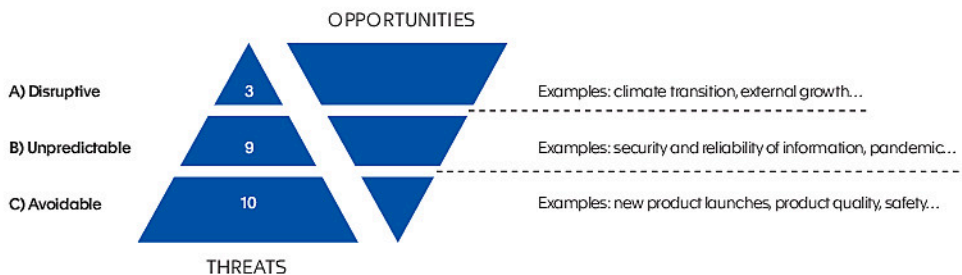 OPPORTUNITIES
A) Disruptive 3 Examples: climate transition, external growth...
B) Unpredictable 9 Examples: security and reliability of information, pandemic...
C) Avoidable 10 Examples: new product launches, product quality, safety...
THREATS